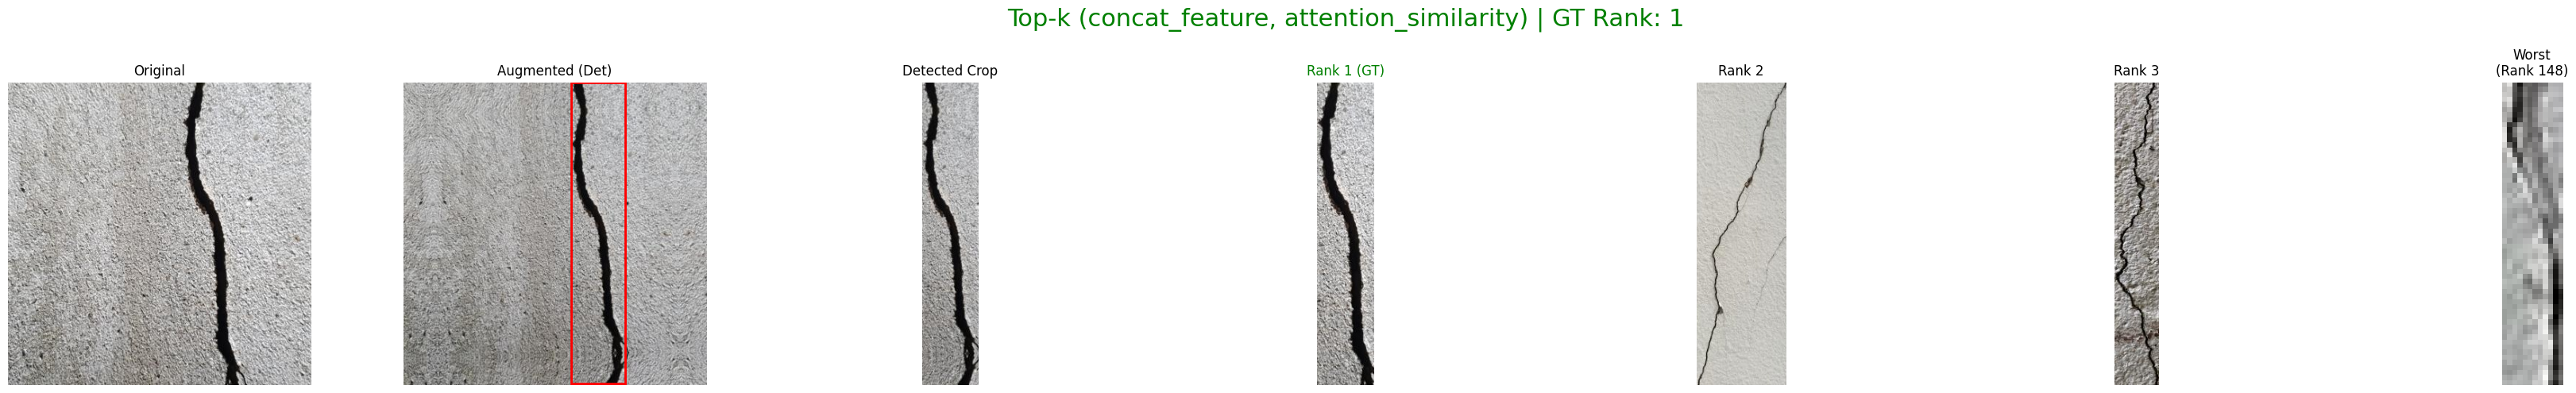 Top-k (concat_feature, attention_similarity) | GT Rank: 1
Original
Augmented (Det)
Detected Crop
Rank 1 (GT)
Rank 2
Rank 3
Worst
(Rank 148)